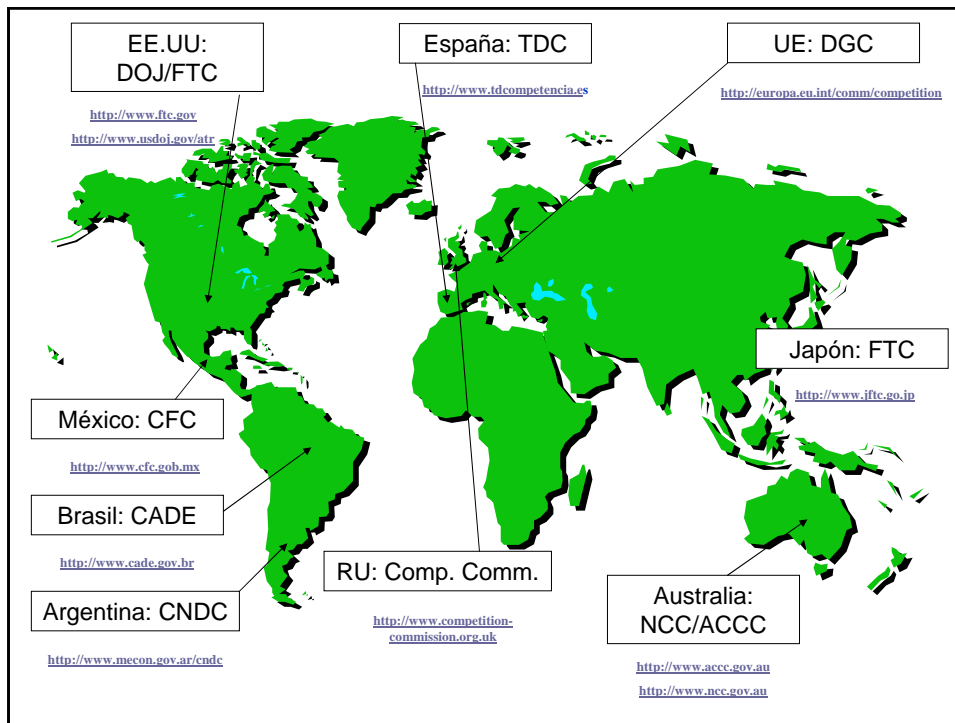 EE.UU:
DOJ/FTC
http://www.ftc.gov
http://www.usdoj.gov/atr
España: TDC
http://www.tdcompetencia.es
UE: DGC
http://europa.eu.int/comm/competition
Japón: FTC
http://www.jftc.go.jp
México: CFC
http://www.cfc.gob.mx
Brasil: CADE
http://www.cade.gov.br
Argentina: CNDC
http://www.mecon.gov.ar/cndc
RU: Comp. Comm.
http://www.competition-
commission.org.uk
Australia:
NCC/ACCC
http://www.accc.gov.au
http://www.ncc.gov.au